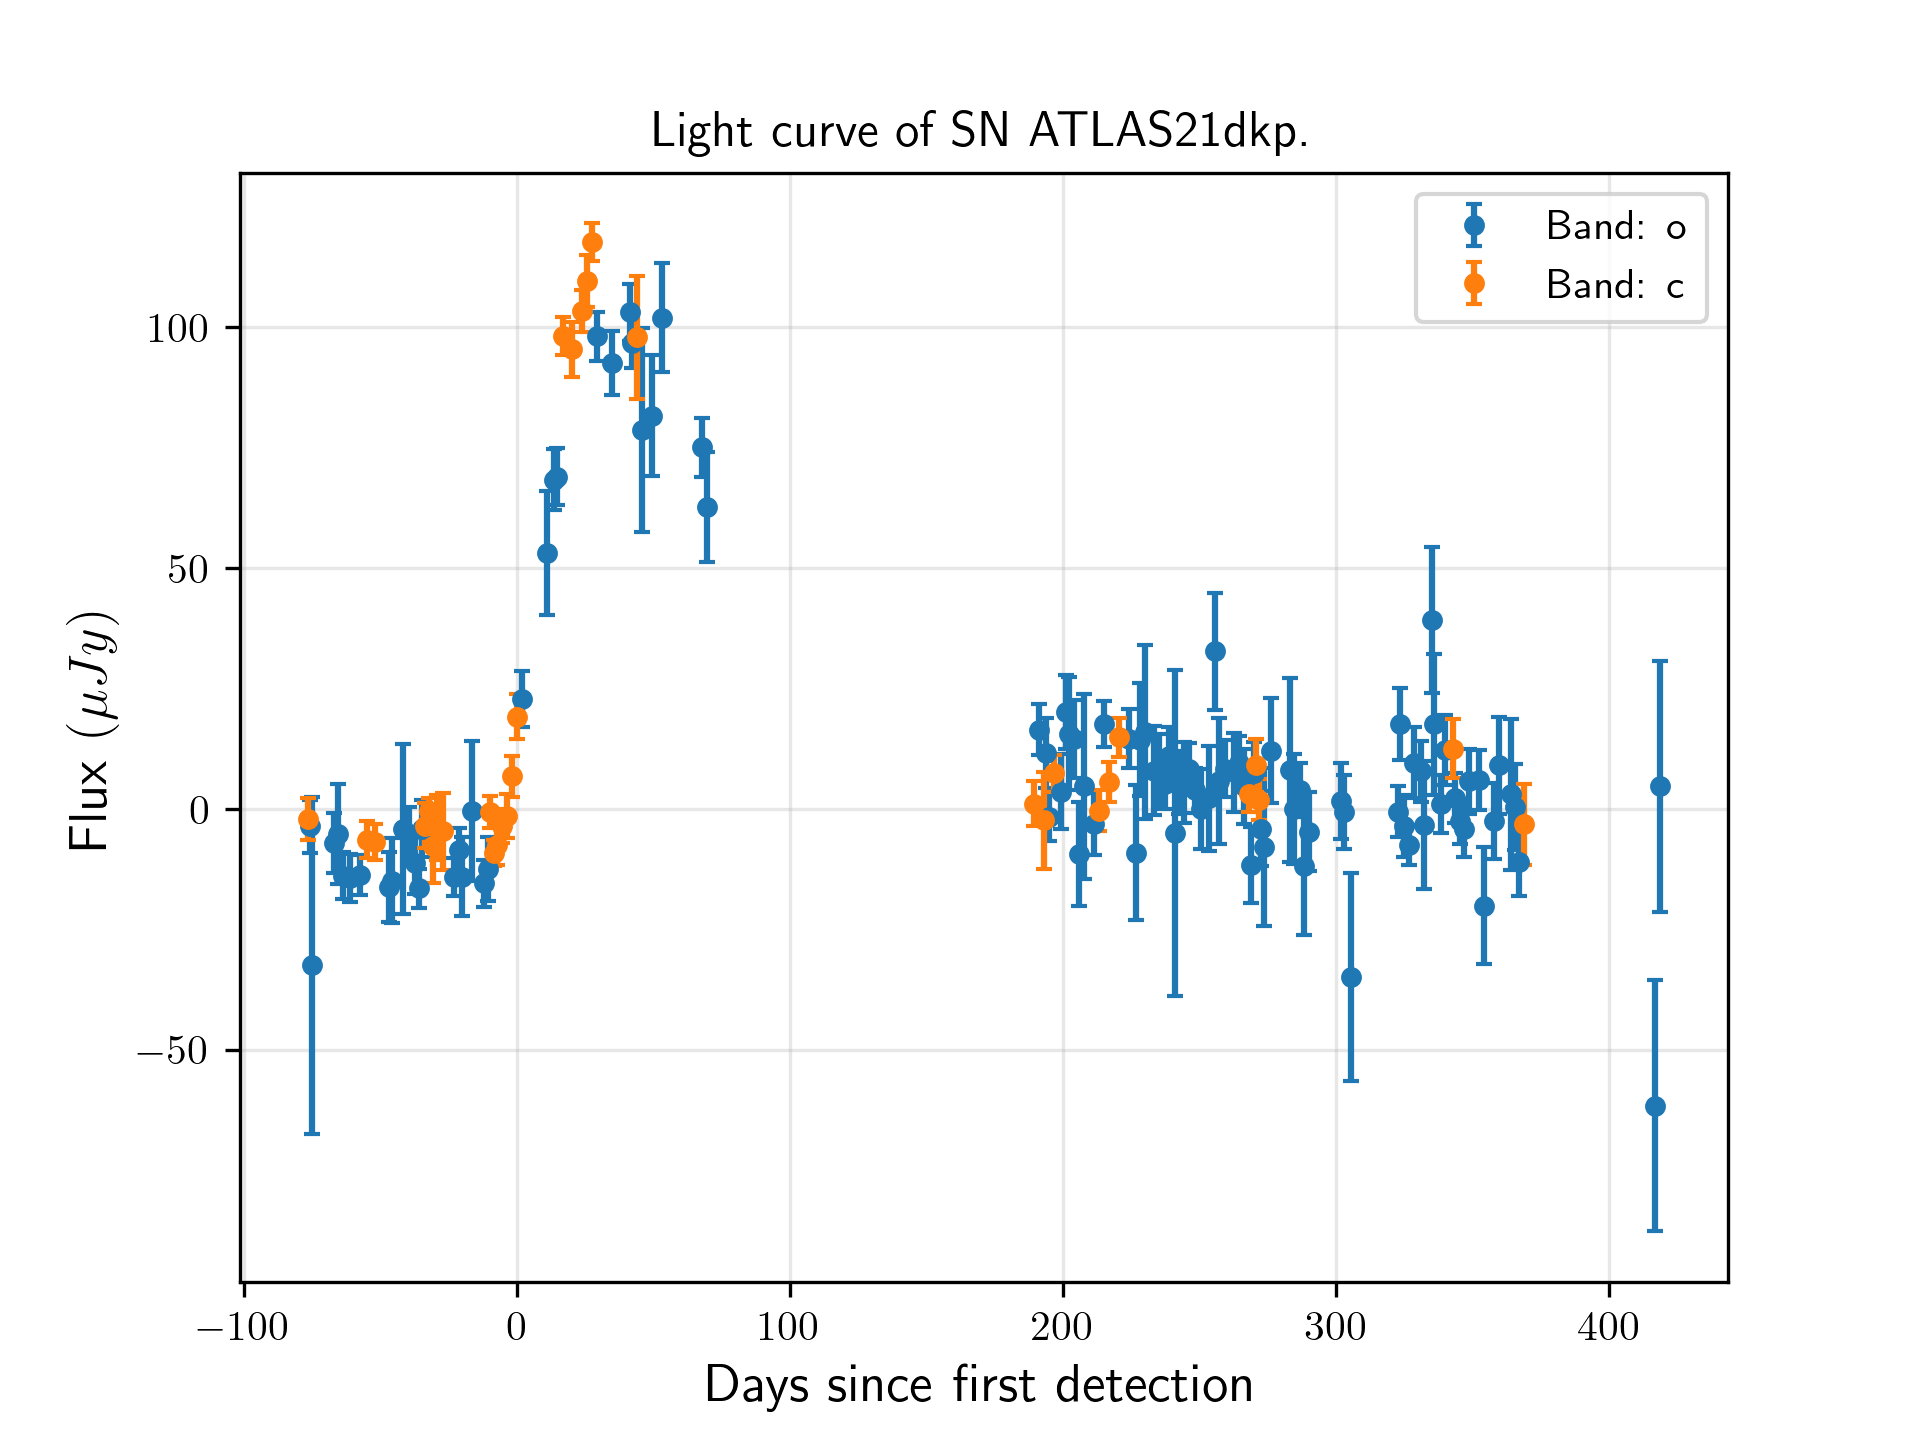 Light curve of SN ATLAS21dkp.
Band: o
Band: c
Flux (μJy)
100
50
0
−50
−100
0
100
200
300
400
Days since first detection